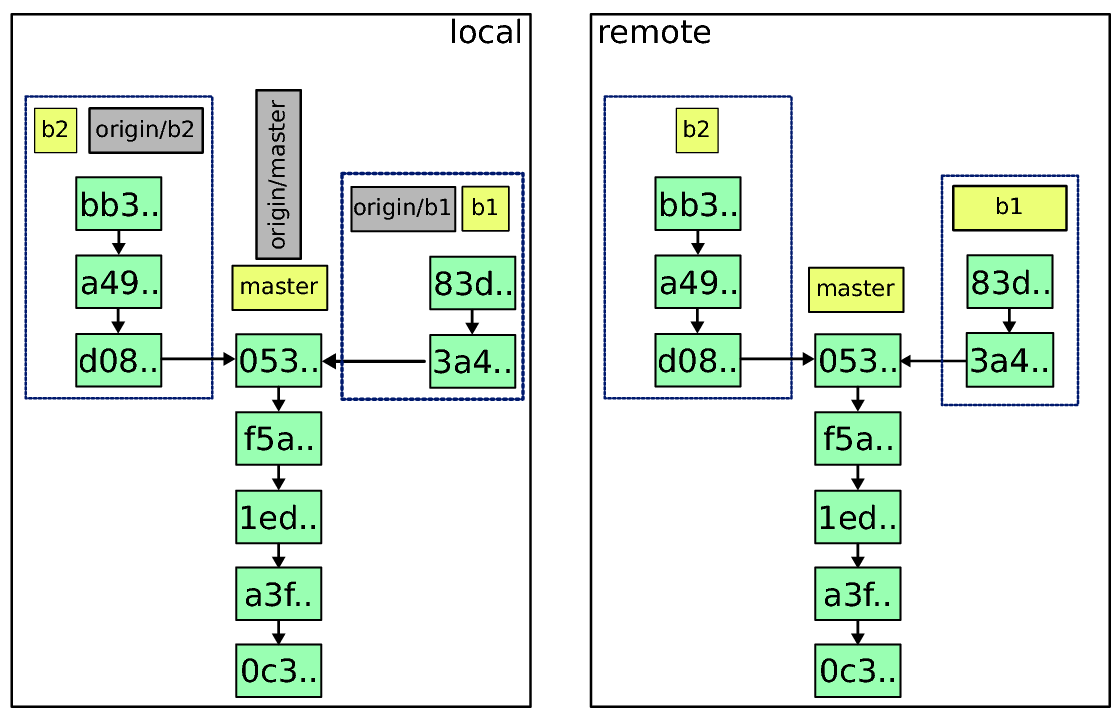 local
b2
origin/b2
bb3..
a49..
d08..
origin/master
master
053..
f5a..
1ed..
a3f..
0c3..
origin/b1
b1
83d..
3a4..
remote
b2
bb3..
a49..
d08..
master
053..
f5a..
1ed..
a3f..
0c3..
b1
83d..
3a4..